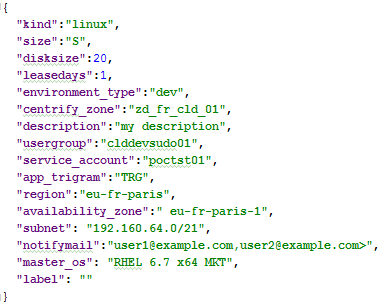 {
"kind":"linux",
"size":"S",
"disksize":20,
"leasedays":1,
"environment_type":"dev",
"centrify_zone":"zd_fr_cld_01",
"description":"my description",
"usergroup":"clddevsudo01",
"service_account":"poctst01",
"app_trigram":"TRG",
"region":"eu-fr-paris",
"availability_zone":" eu-fr-paris-1",
"subnet": "192.160.64.0/21",
"notifymail":"user1@example.com,user2@example.com>",
"master_os": "RHEL 6.7 x64 MKT",
"label": ""
}